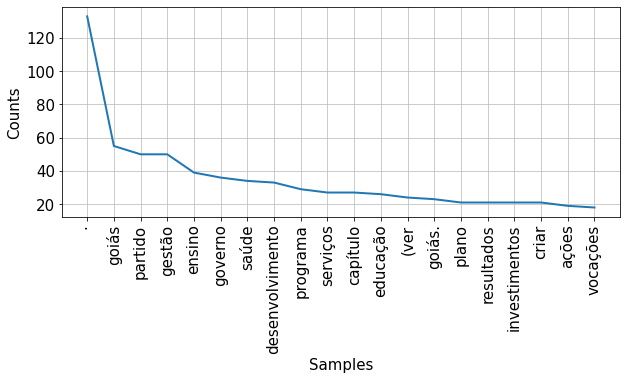 120
100
80
60
40
20
Counts
.
goiás
partido
gestão
ensino
governo
saúde
desenvolvimento
programa
serviços
capítulo
educação
(ver
goiás.
plano
resultados
investimentos
criar
ações
vocações
Samples